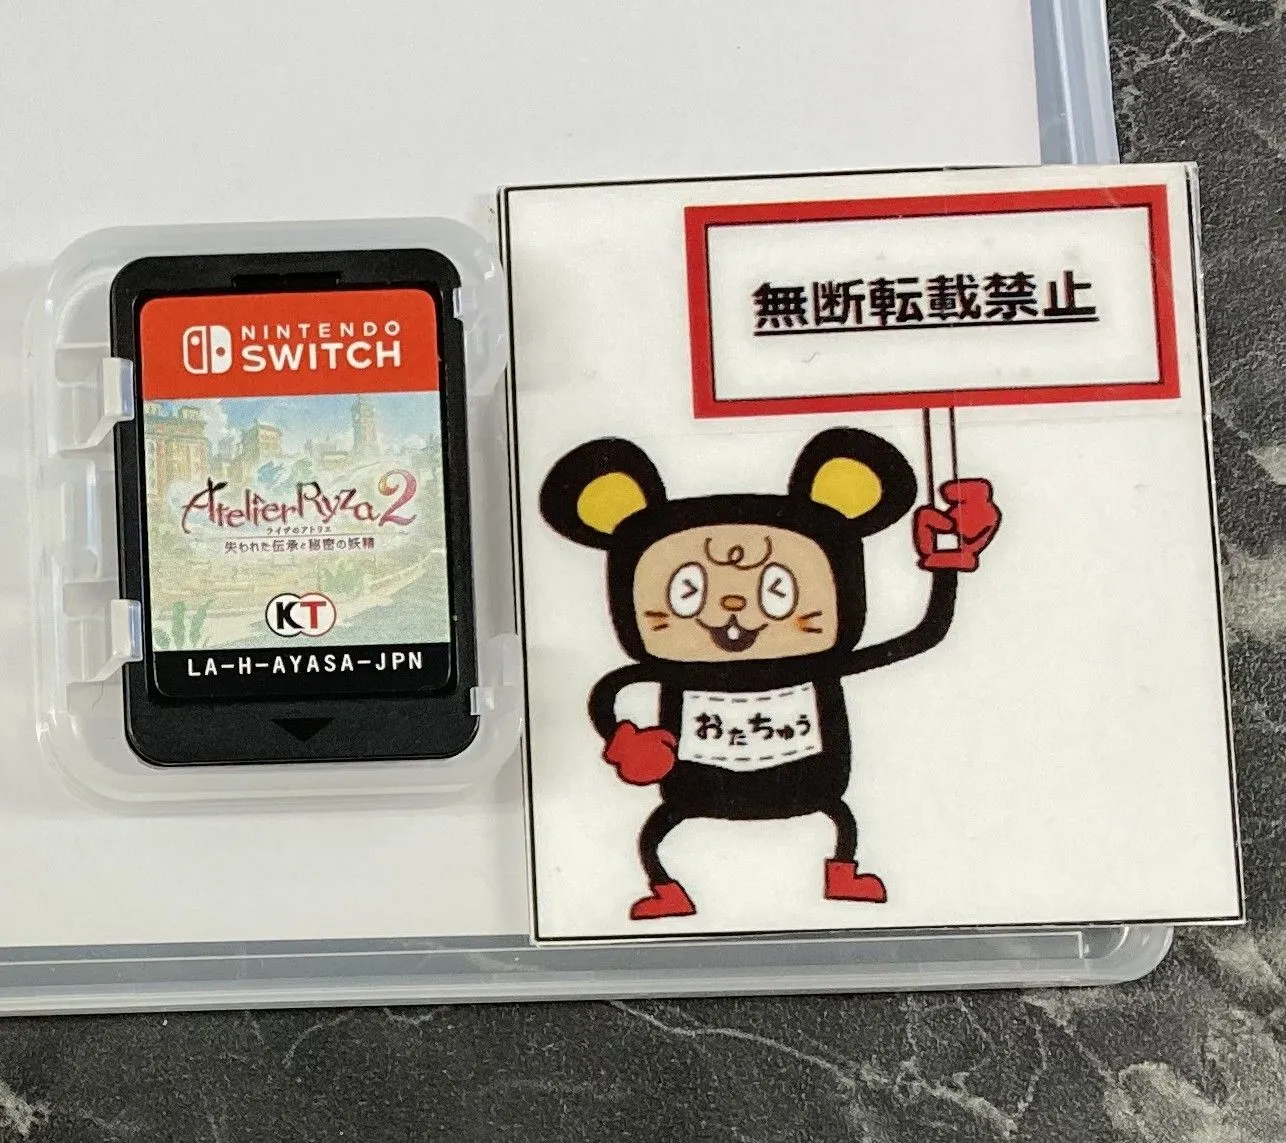 NINTENDO
SWITCH
AtelierRyza2
ライザのアトリエ
失われた伝承と秘密の妖精
KT
LA-H-AYASA-JPN
無断転載禁止
おたちゅう